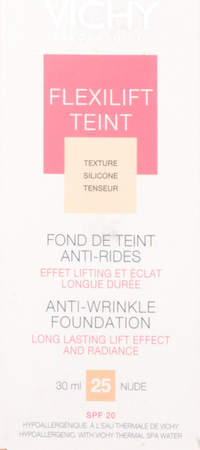 VICHY
LABORATOIRES
FLEXILIFT
TEINT
TEXTURE
SILICONE
TENSEUR
FOND DE TEINT
ANTI-RIDES
EFFET LIFTING ET ÉCLAT
LONGUE DURÉE
ANTI-WRINKLE
FOUNDATION
LONG LASTING LIFT EFFECT
AND RADIANCE
30 ml 25 NUDE
SPF 20
HYPOALLERGÉNIQUE. À L'EAU THERMALE DE VICHY
HYPOALLERGENIC. WITH VICHY THERMAL SPA WATER